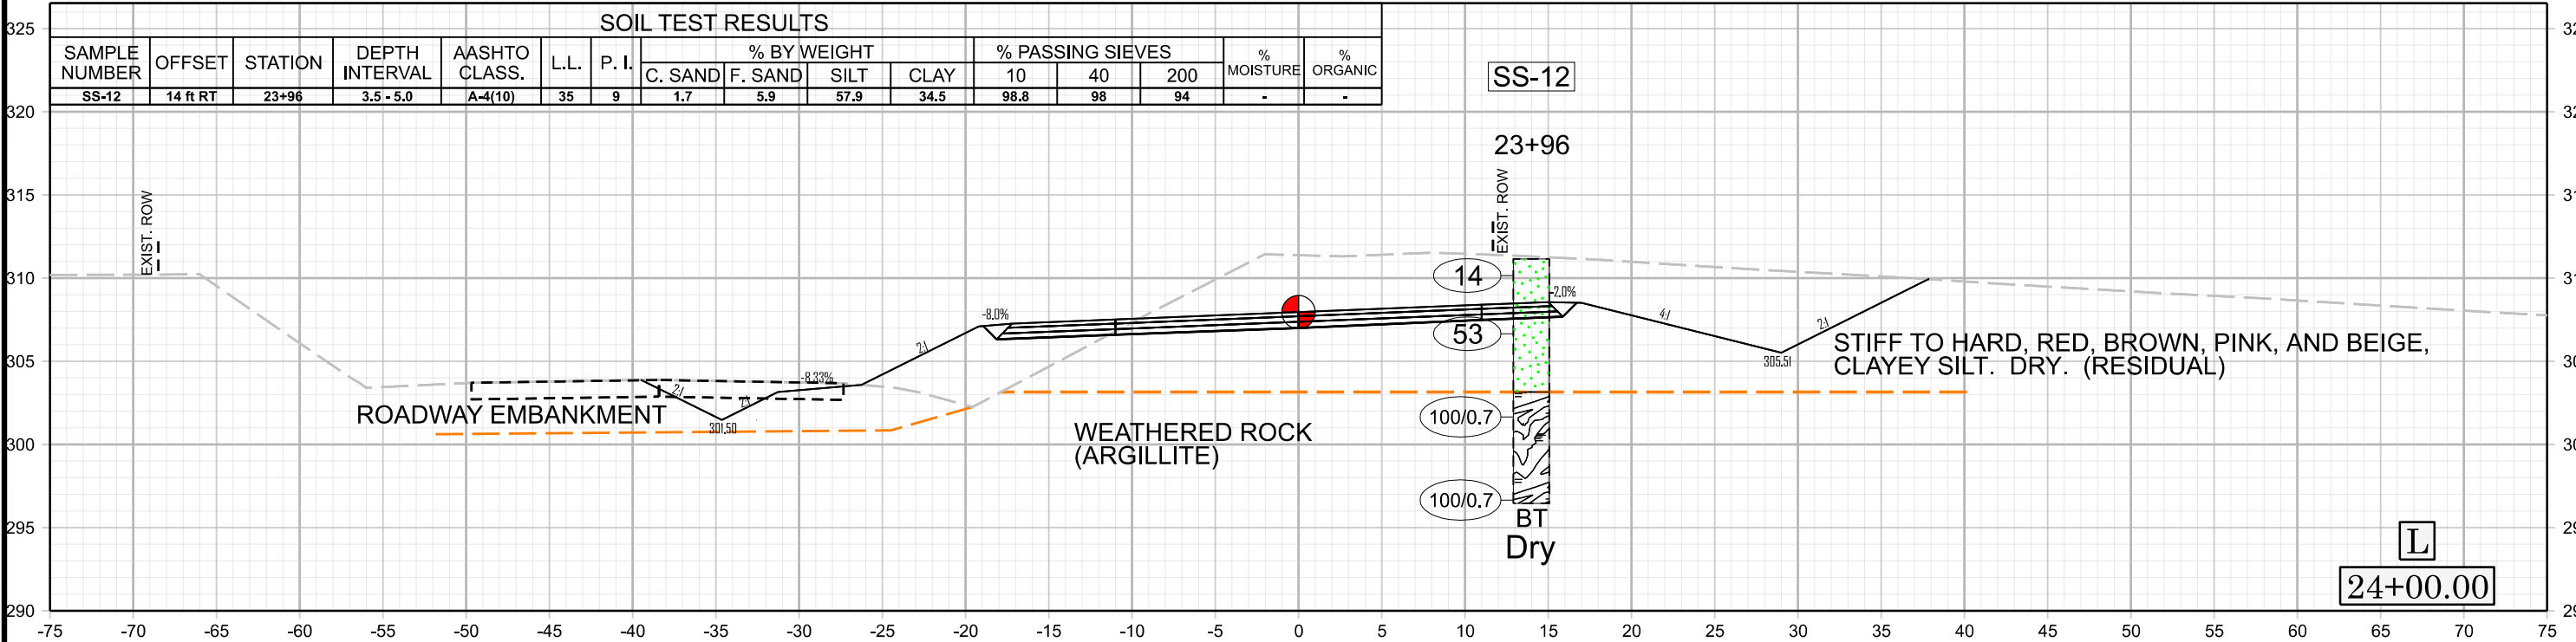 SOIL TEST RESULTS
SAMPLE NUMBER OFFSET STATION DEPTH INTERVAL AASHTO CLASS. L.L. P. I. % BY WEIGHT % PASSING SIEVES % MOISTURE % ORGANIC
C. SAND F. SAND SILT CLAY 10 40 200
SS-12 14 ft RT 23+96 3.5 - 5.0 A-4(10) 35 9 1.7 5.9 57.9 34.5 98.8 98 94 - -
SS-12
23+96
EXIST. ROW
EXIST. ROW
14
53
100/0.7
100/0.7
BT
Dry
-8.0%
-2.0%
2:1
4:1
2:1
-8.33%
2:1
301.50
305.51
ROADWAY EMBANKMENT
WEATHERED ROCK
(ARGILLITE)
STIFF TO HARD, RED, BROWN, PINK, AND BEIGE,
CLAYEY SILT. DRY. (RESIDUAL)
L
24+00.00
325
320
315
310
305
300
295
290
-75 -70 -65 -60 -55 -50 -45 -40 -35 -30 -25 -20 -15 -10 -5 0 5 10 15 20 25 30 35 40 45 50 55 60 65 70 75